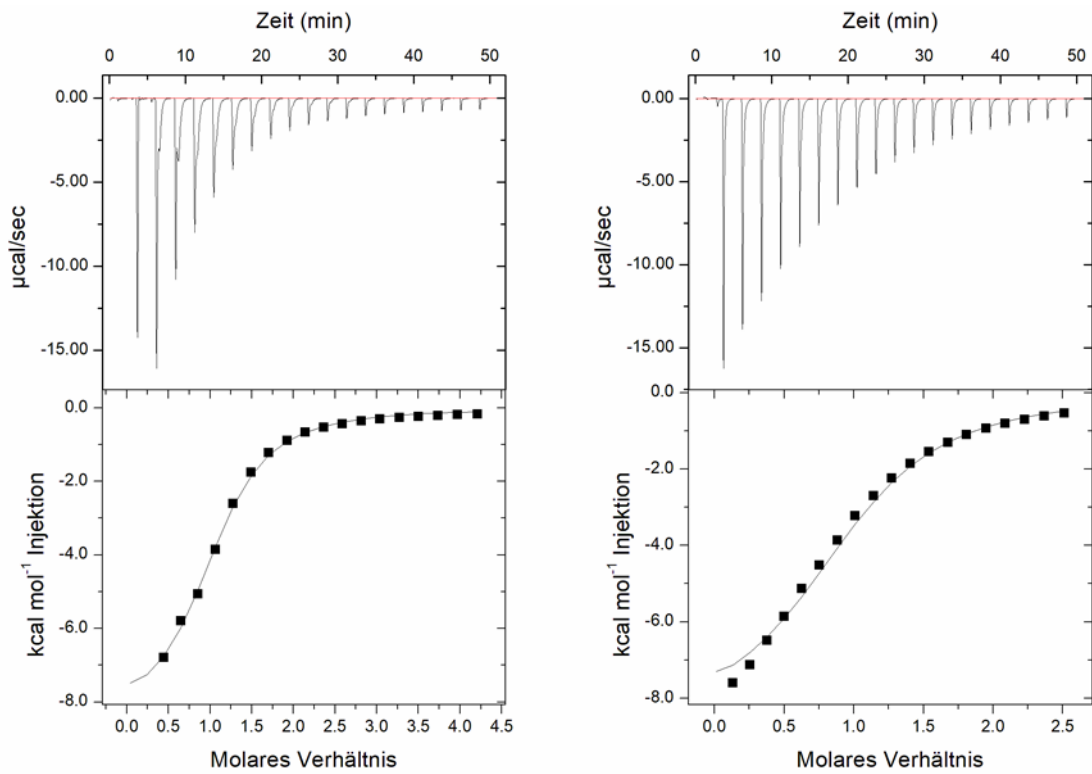 Zeit (min)
0 10 20 30 40 50
0.00
-5.00
-10.00
-15.00
µcal/sec
0.0
-2.0
-4.0
-6.0
-8.0
kcal mol⁻¹ Injektion
0.0 0.5 1.0 1.5 2.0 2.5 3.0 3.5 4.0 4.5
Molares Verhältnis
Zeit (min)
0 10 20 30 40 50
0.00
-5.00
-10.00
-15.00
µcal/sec
0.0
-2.0
-4.0
-6.0
-8.0
kcal mol⁻¹ Injektion
0.0 0.5 1.0 1.5 2.0 2.5
Molares Verhältnis